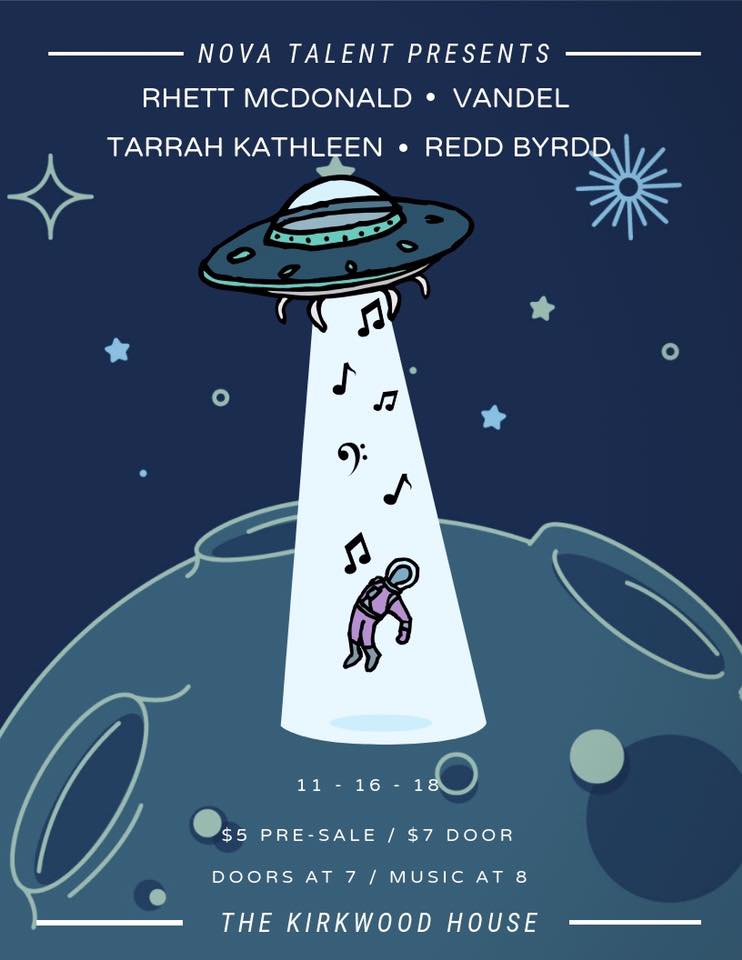 NOVA TALENT PRESENTS
RHETT MCDONALD • VANDEL
TARRAH KATHLEEN • REDD BYRDD
11 - 16 - 18
$5 PRE-SALE / $7 DOOR
DOORS AT 7 / MUSIC AT 8
THE KIRKWOOD HOUSE